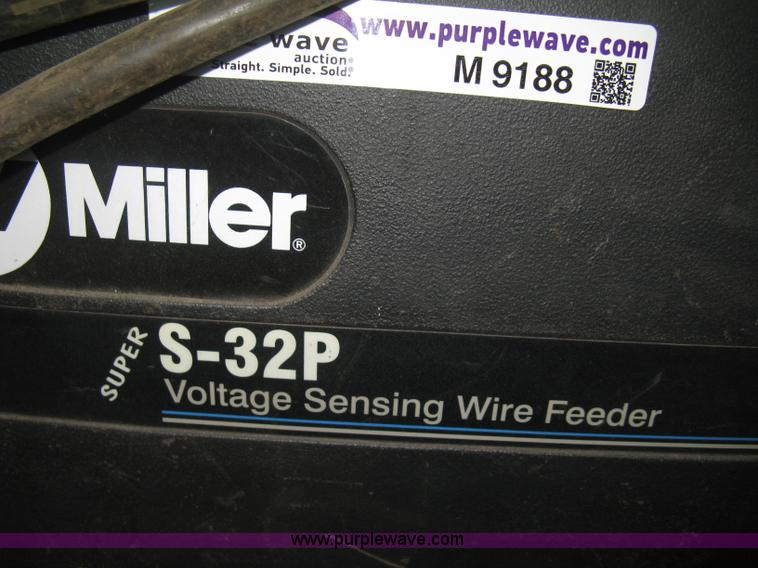 www.purplewave.com
wave
auction®
Straight. Simple. Sold.®
M 9188
Miller®
SUPER S-32P
Voltage Sensing Wire Feeder
www.purplewave.com